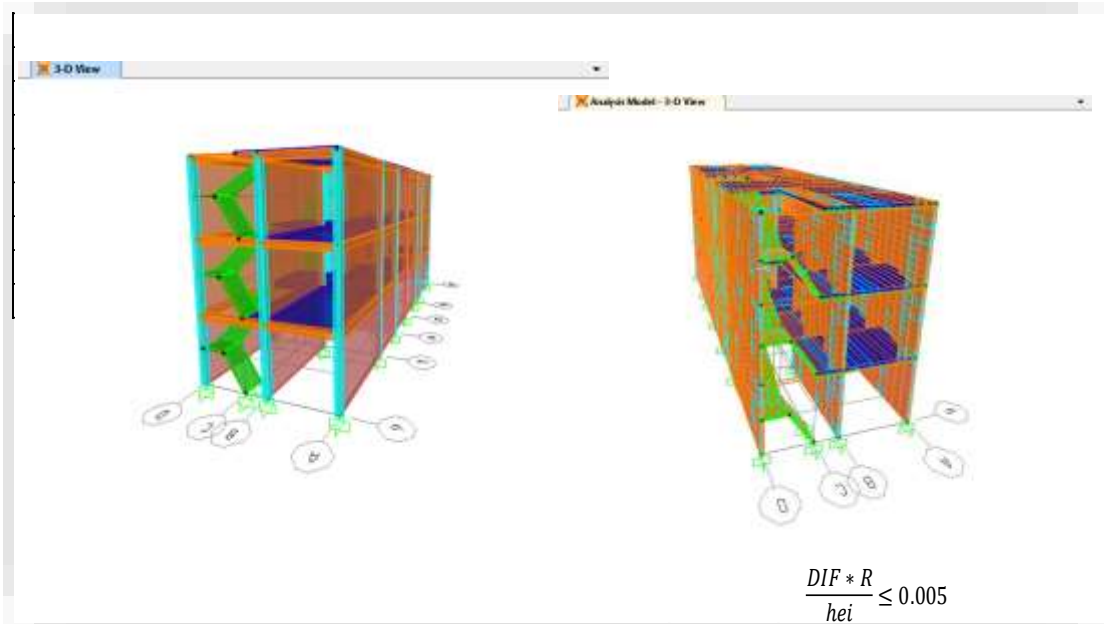 3-D View
Analysis Model - 3-D View
D
C
B
A
D
C
B
A
DIF * R
hei
≤ 0.005